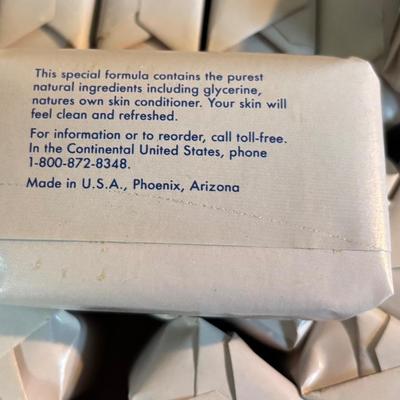 This special formula contains the purest
natural ingredients including glycerine,
natures own skin conditioner. Your skin will
feel clean and refreshed.
For information or to reorder, call toll-free.
In the Continental United States, phone
1-800-872-8348.
Made in U.S.A., Phoenix, Arizona